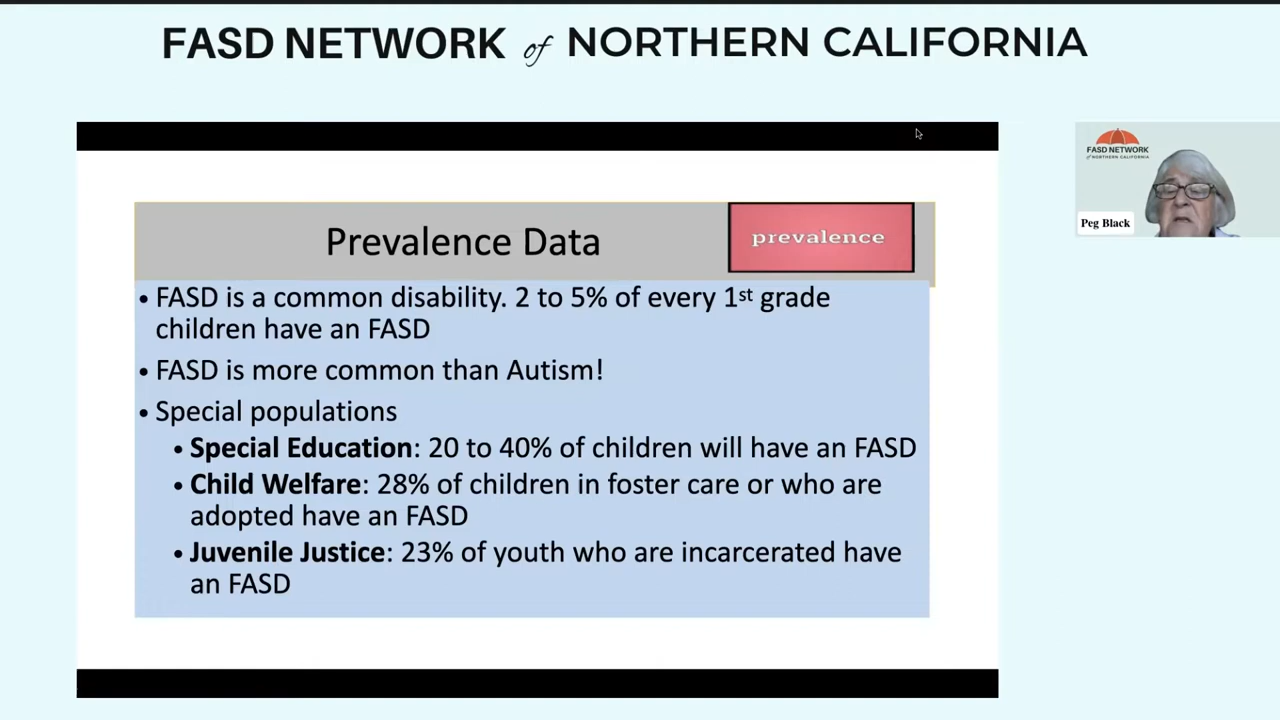 FASD NETWORK of NORTHERN CALIFORNIA
FASD NETWORK
of NORTHERN CALIFORNIA
Peg Black
Prevalence Data
prevalence
• FASD is a common disability. 2 to 5% of every 1st grade
children have an FASD
• FASD is more common than Autism!
• Special populations
• Special Education: 20 to 40% of children will have an FASD
• Child Welfare: 28% of children in foster care or who are
adopted have an FASD
• Juvenile Justice: 23% of youth who are incarcerated have
an FASD